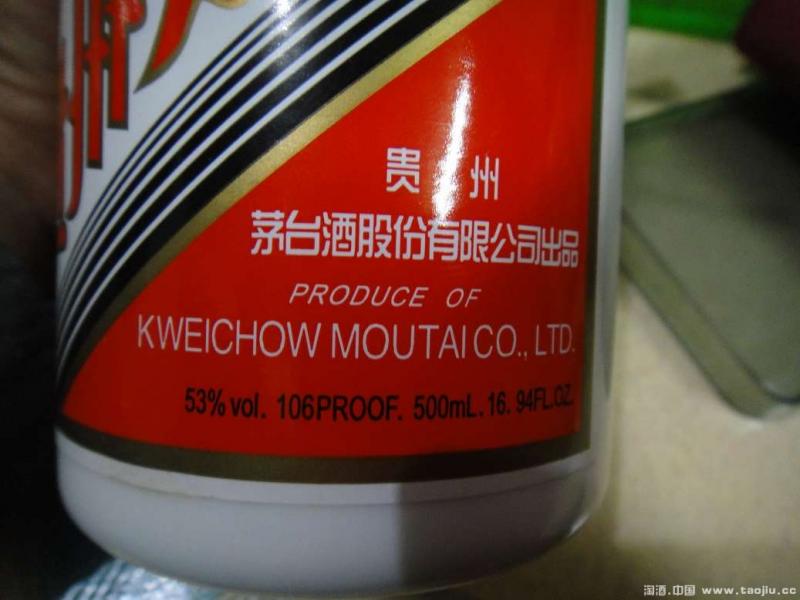 贵 州
茅台酒股份有限公司出品
PRODUCE OF
KWEICHOW MOUTAI CO., LTD.
53% vol. 106PROOF. 500mL. 16. 94FL.OZ.
淘酒.中国 www.taojiu.cc